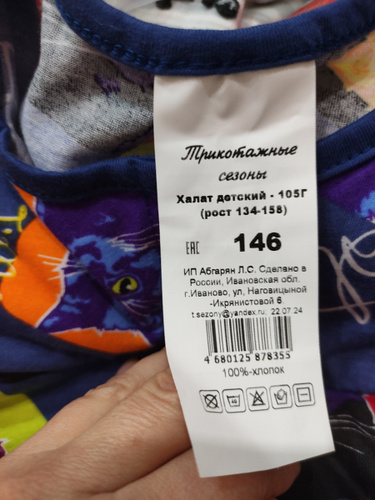 Трикотажные
сезоны
Халат детский - 105Г
(рост 134-158)
EAC 146
ИП Абгарян Л.С. Сделано в
России, Ивановская обл.
г.Иваново, ул, Наговицыной
-Икрянистовой 6.
t.sezony@yandex.ru: 22.07.24
4 680125 878355
100%-хлопок